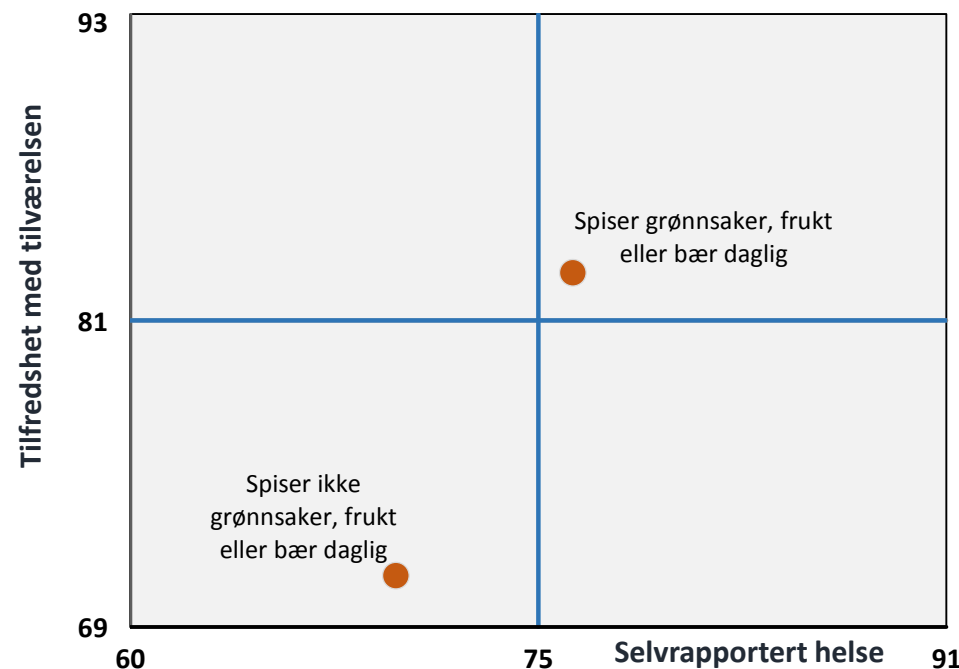 93
Tilfredshet med tilværelsen
Spiser grønnsaker, frukt
eller bær daglig
81
Spiser ikke
grønnsaker, frukt
eller bær daglig
69
60
75
Selvrapportert helse
91